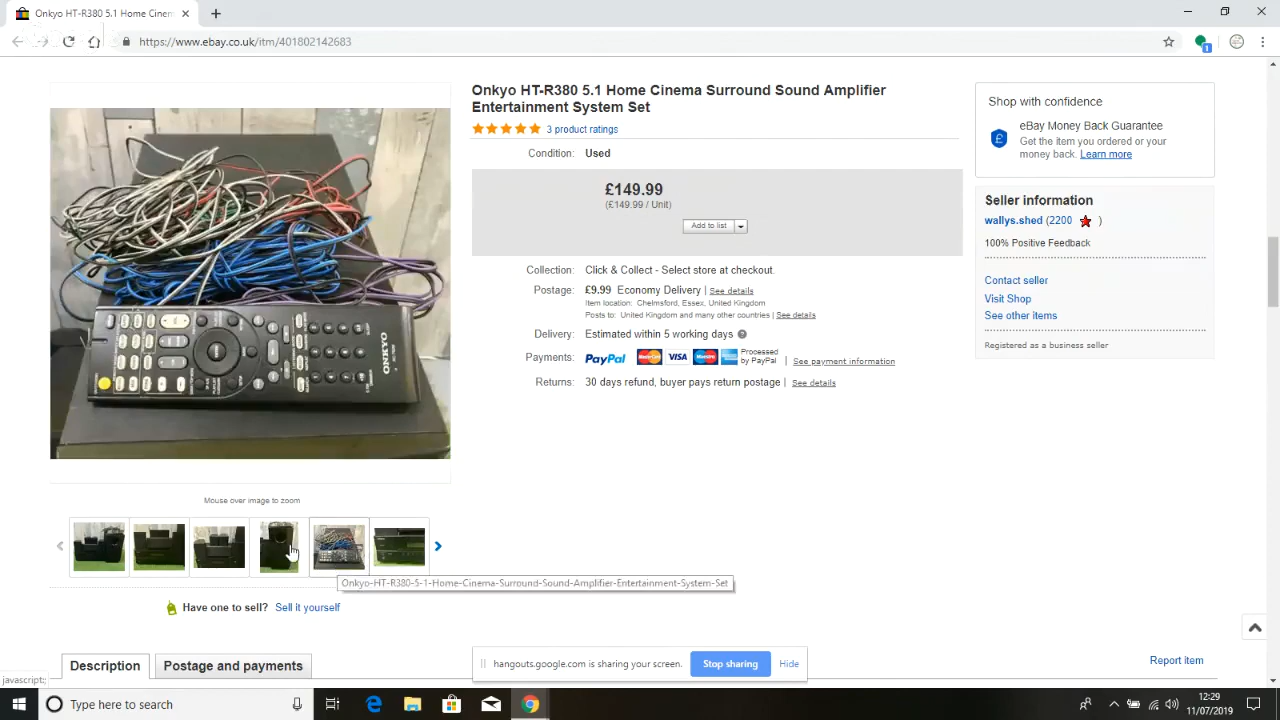 Onkyo HT-R380 5.1 Home Cinem
https://www.ebay.co.uk/itm/401802142683
1
Onkyo HT-R380 5.1 Home Cinema Surround Sound Amplifier
Entertainment System Set
3 product ratings
Condition: Used
£149.99
(£149.99 / Unit)
Add to list
Collection: Click & Collect - Select store at checkout.
Postage: £9.99 Economy Delivery | See details
Item location: Chelmsford, Essex, United Kingdom
Posts to: United Kingdom and many other countries | See details
Delivery: Estimated within 5 working days ?
Payments: PayPal MasterCard VISA Maestro Processed by PayPal | See payment information
Returns: 30 days refund, buyer pays return postage | See details
Shop with confidence
eBay Money Back Guarantee
Get the item you ordered or your
money back. Learn more
Seller information
wallys.shed (2200 )
100% Positive Feedback
Contact seller
Visit Shop
See other items
Registered as a business seller
ONKYO
Mouse over image to zoom
Onkyo-HT-R380-5-1-Home-Cinema-Surround-Sound-Amplifier-Entertainment-System-Set
Have one to sell? Sell it yourself
Description
Postage and payments
Report item
hangouts.google.com is sharing your screen.
Stop sharing
Hide
javascript:;
Type here to search
12:29
11/07/2019